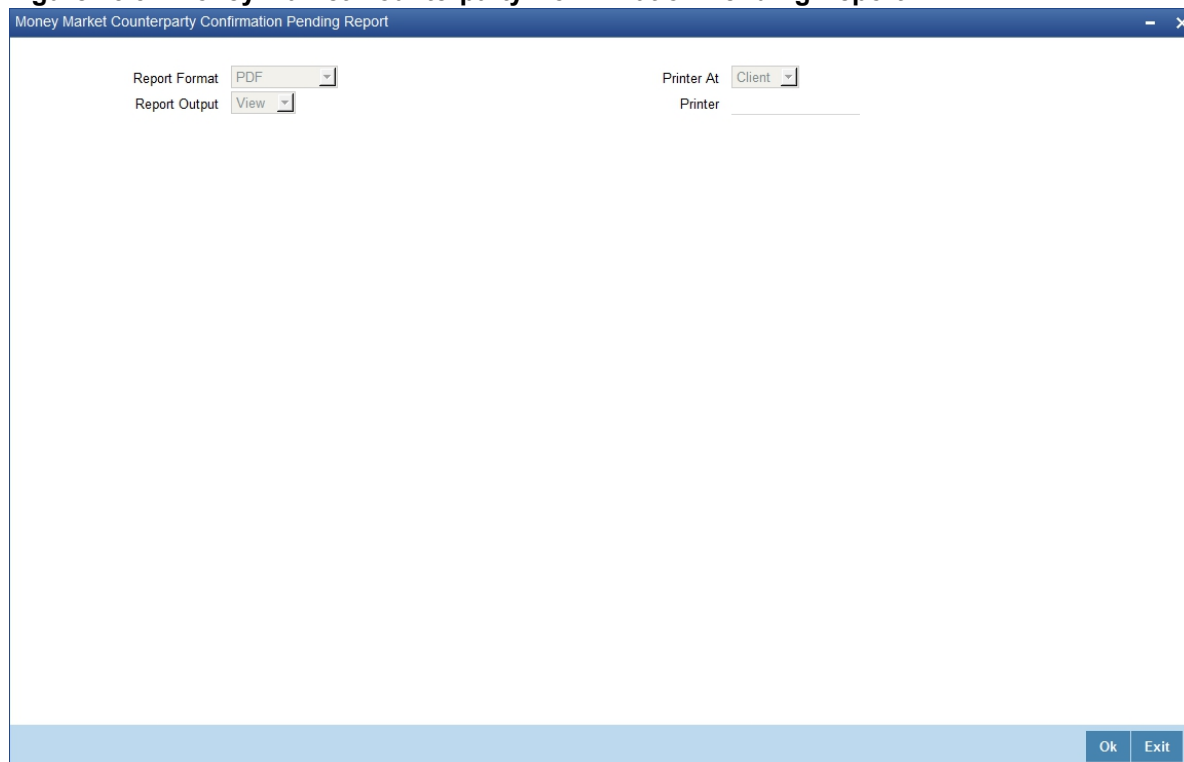 Money Market Counterparty Confirmation Pending Report
Report Format PDF
Printer At Client
Report Output View
Printer
Ok Exit